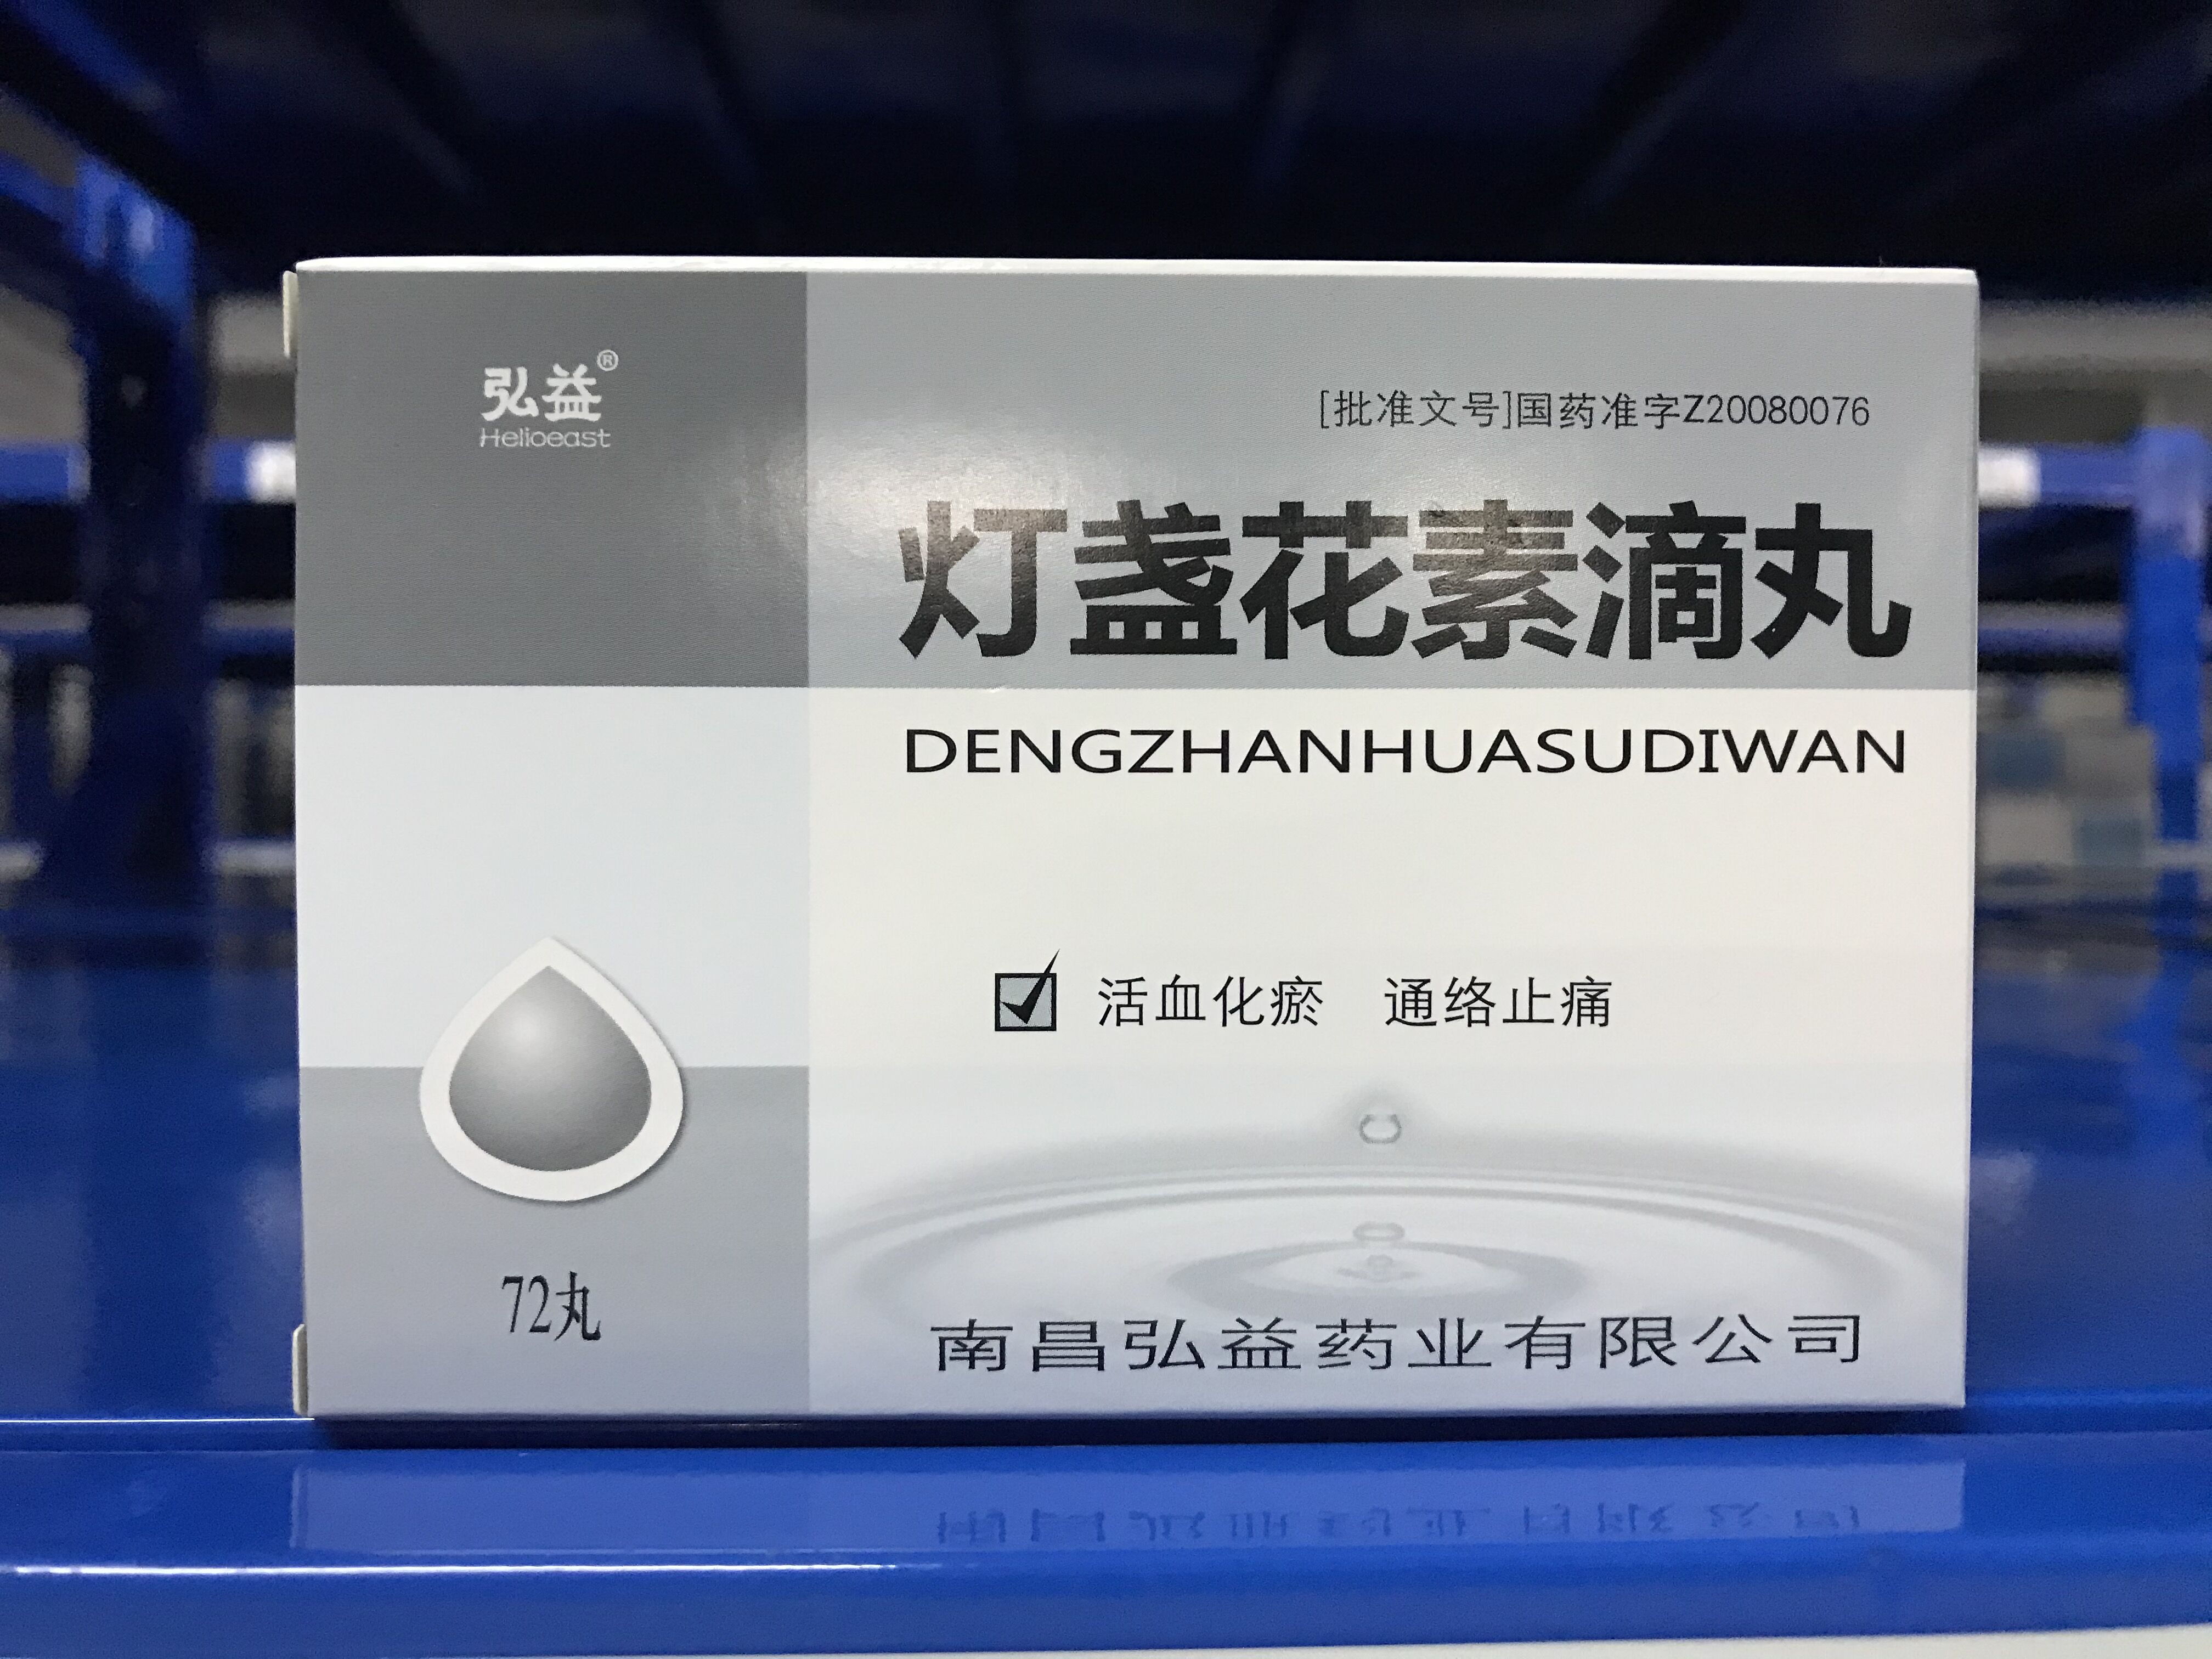 弘益®
Helioeast
[批准文号]国药准字Z20080076
灯盏花素滴丸
DENGZHANHUASUDIWAN
活血化瘀 通络止痛
72丸
南昌弘益药业有限公司